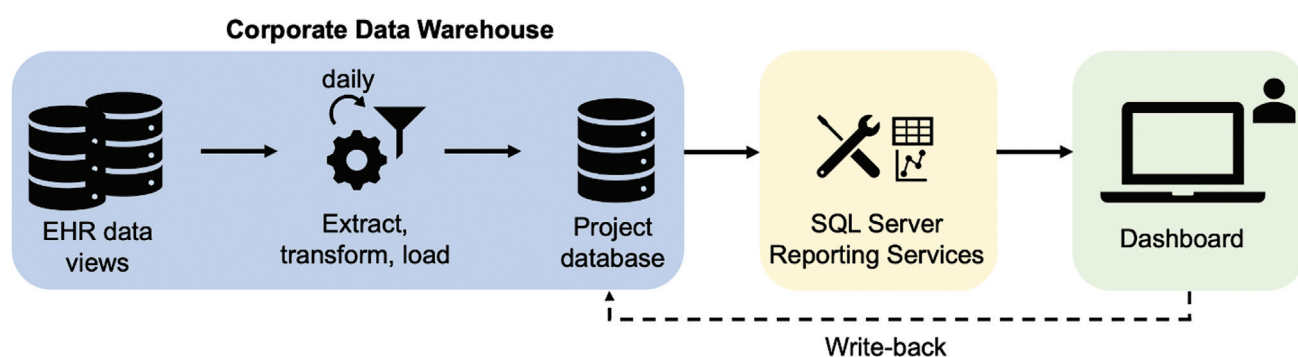 Corporate Data Warehouse
daily
EHR data
views
Extract,
transform, load
Project
database
SQL Server
Reporting Services
Dashboard
Write-back